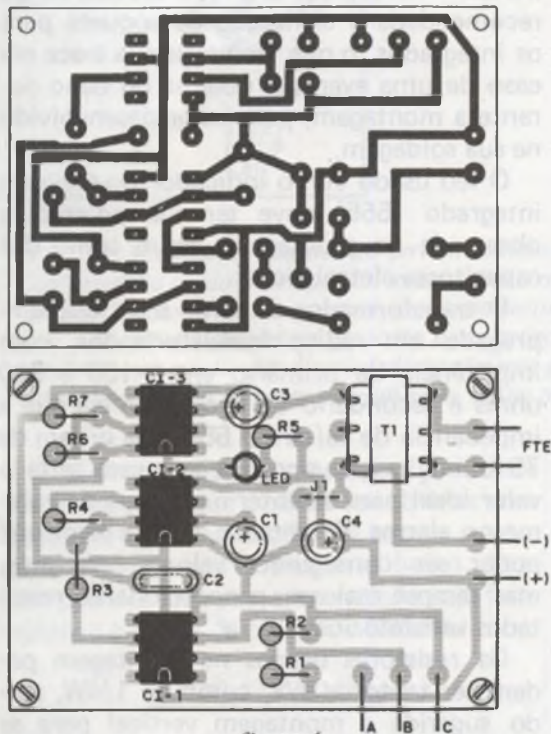 CI-3
C3
R7
T1
R6
R5
FTE
CI-2
LED
R4
J1
C1
C4
(-)
C2
(+)
R3
R2
CI-1
R1
A
B
C